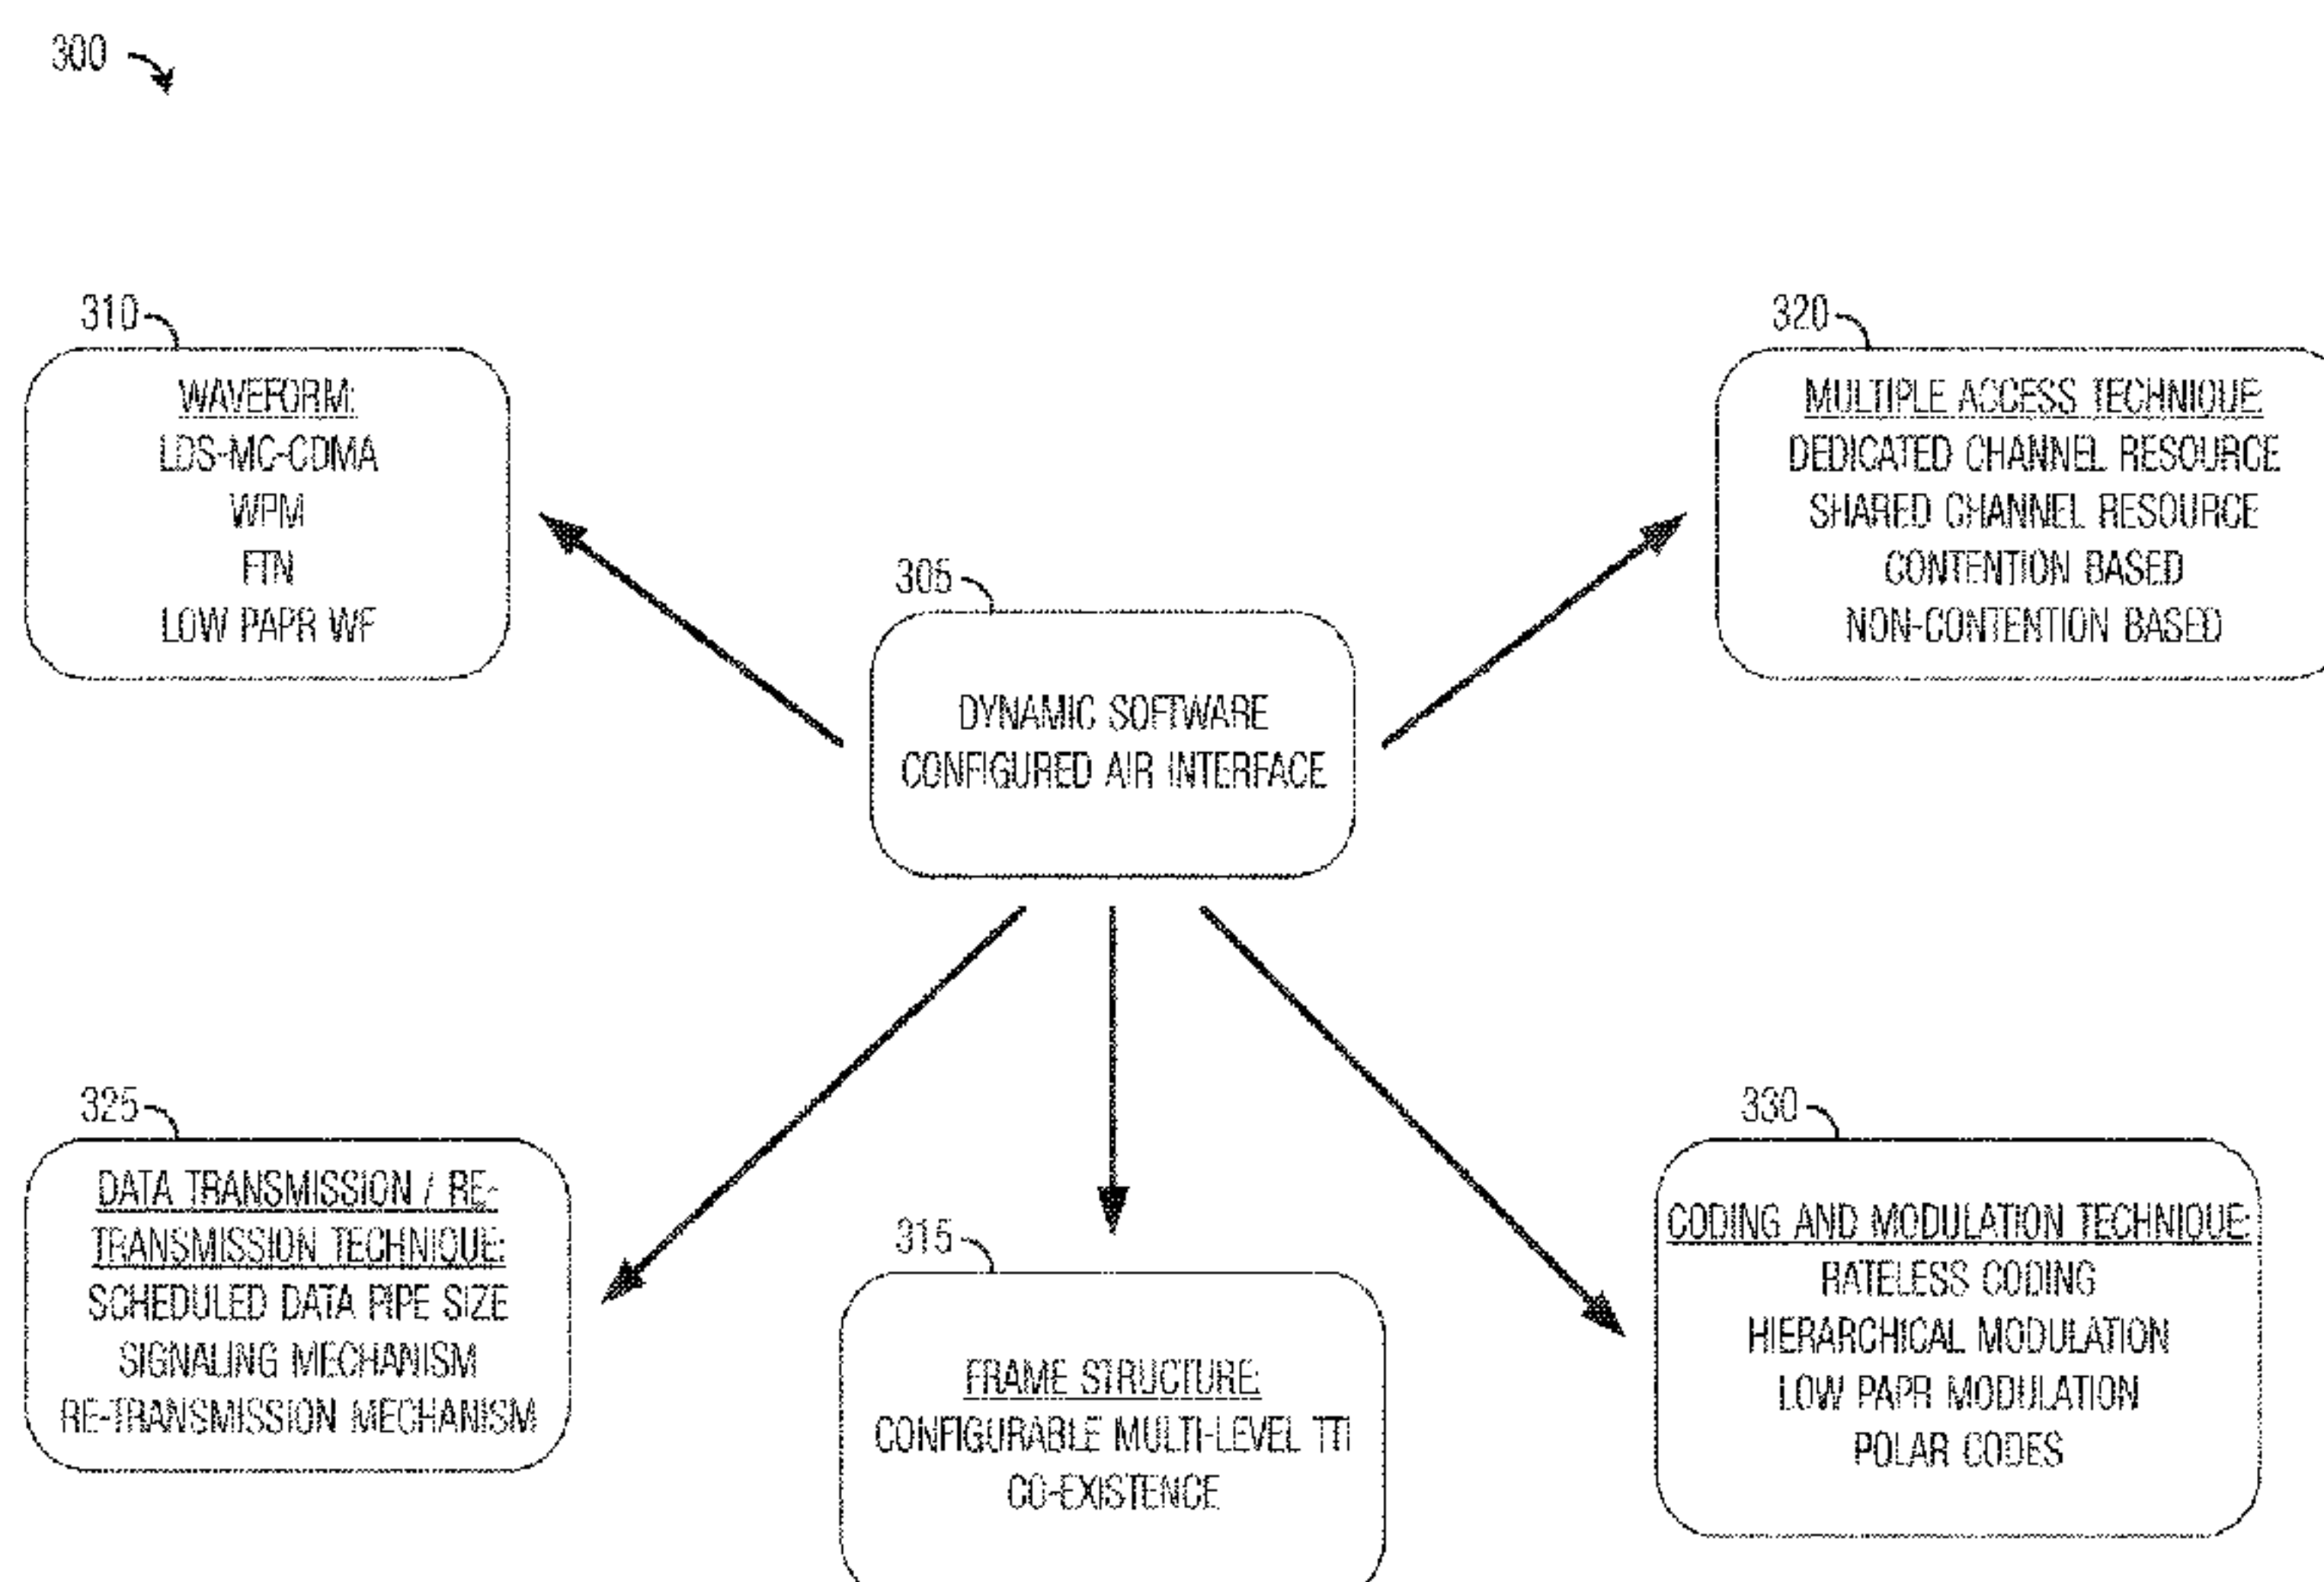 300
310
WAVEFORM:
LDS-MC-CDMA
WPM
FTN
LOW PAPR WF
320
MULTIPLE ACCESS TECHNIQUE:
DEDICATED CHANNEL RESOURCE
SHARED CHANNEL RESOURCE
CONTENTION BASED
NON-CONTENTION BASED
305
DYNAMIC SOFTWARE
CONFIGURED AIR INTERFACE
325
DATA TRANSMISSION / RE-
TRANSMISSION TECHNIQUE:
SCHEDULED DATA PIPE SIZE
SIGNALING MECHANISM
RE-TRANSMISSION MECHANISM
315
FRAME STRUCTURE:
CONFIGURABLE MULTI-LEVEL TTI
CO-EXISTENCE
330
CODING AND MODULATION TECHNIQUE:
RATELESS CODING
HIERARCHICAL MODULATION
LOW PAPR MODULATION
POLAR CODES